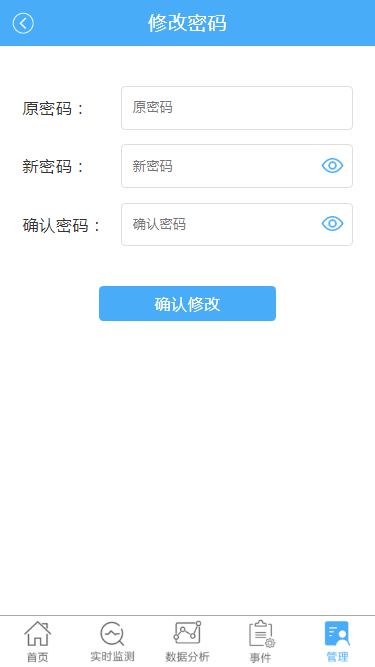 修改密码
原密码：
原密码
新密码：
新密码
确认密码：
确认密码
确认修改
首页
实时监测
数据分析
事件
管理